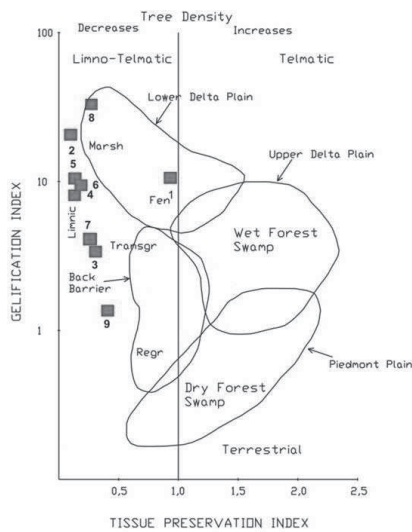 Tree Density
Decreases Increases
Limno-Telmatic Telmatic
100
10
1
GELIFICATION INDEX
8
2
5
6
4
1
7
3
9
Marsh
Lower Delta Plain
Upper Delta Plain
Fen
Limnic
Transgr
Wet Forest
Swamp
Back
Barrier
Regr
Piedmont Plain
Dry Forest
Swamp
Terrestrial
0,5 1,0 1,5 2,0 2,5
TISSUE PRESERVATION INDEX